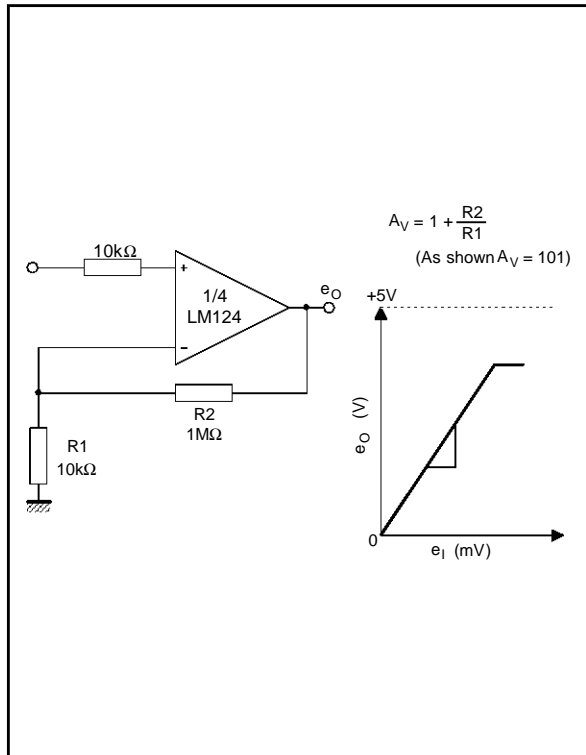 10kΩ
+
1/4
LM124
−
e_O
R2
1MΩ
R1
10kΩ
A_V = 1 + R2/R1
(As shown A_V = 101)
+5V
e_O (V)
0
e_I (mV)